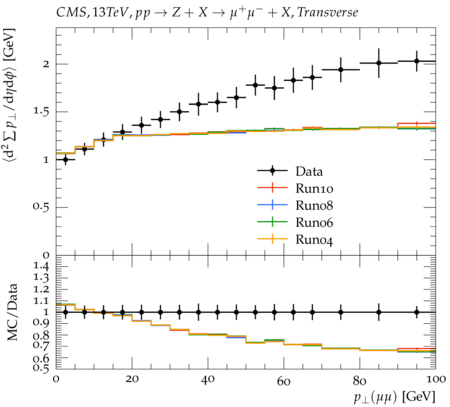 CMS, 13TeV, pp → Z + X → μ⁺μ⁻ + X, Transverse
⟨d² ∑ p⊥/dηdϕ⟩ [GeV]
2
1.5
1
0.5
0
Data
Run10
Run08
Run06
Run04
MC/Data
1.4
1.3
1.2
1.1
1
0.9
0.8
0.7
0.6
0.5
0 20 40 60 80 100
p⊥(μμ) [GeV]